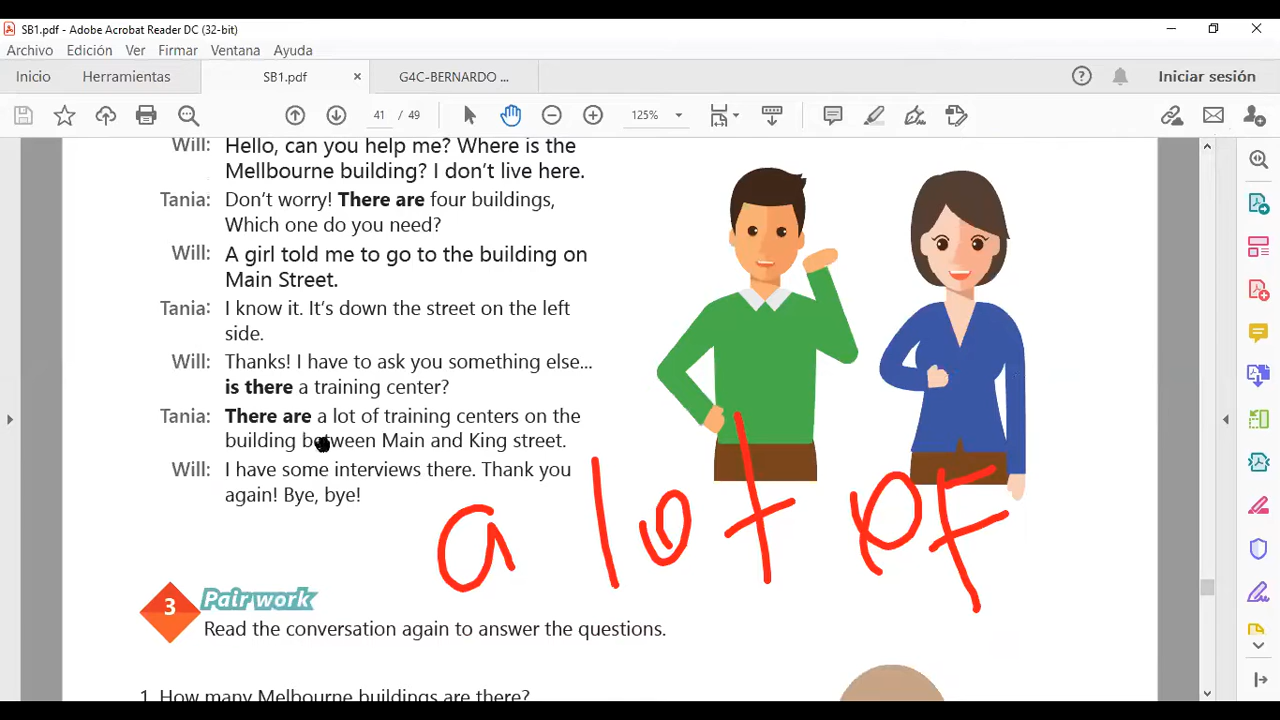 SB1.pdf - Adobe Acrobat Reader DC (32-bit)
Archivo Edición Ver Firmar Ventana Ayuda
Inicio Herramientas SB1.pdf × G4C-BERNARDO ... Iniciar sesión
41 / 49 125%
Will: Hello, can you help me? Where is the
Mellbourne building? I don't live here.
Tania: Don't worry! There are four buildings,
Which one do you need?
Will: A girl told me to go to the building on
Main Street.
Tania: I know it. It's down the street on the left
side.
Will: Thanks! I have to ask you something else...
is there a training center?
Tania: There are a lot of training centers on the
building between Main and King street.
Will: I have some interviews there. Thank you
again! Bye, bye!
a lot of
3 Pair work
Read the conversation again to answer the questions.
1. How many Melbourne buildings are there?